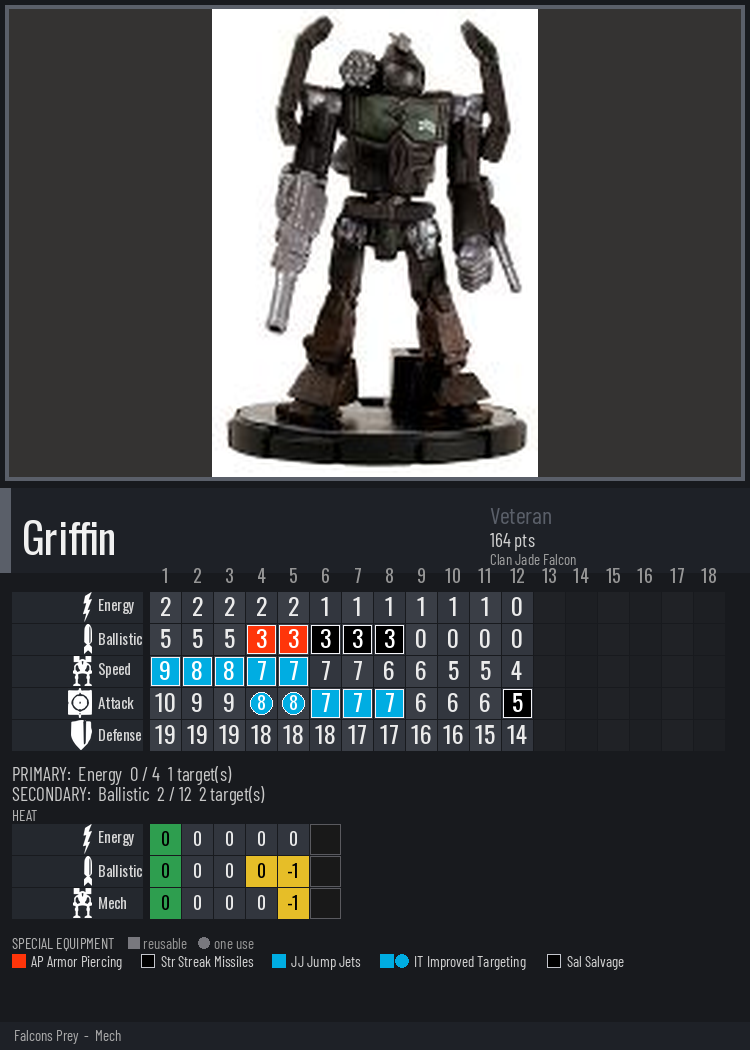 Griffin
Veteran
164 pts
Clan Jade Falcon
1 2 3 4 5 6 7 8 9 10 11 12 13 14 15 16 17 18
Energy 2 2 2 2 2 1 1 1 1 1 1 0
Ballistic 5 5 5 3 3 3 3 3 0 0 0 0
Speed 9 8 8 7 7 7 7 6 6 5 5 4
Attack 10 9 9 8 8 7 7 7 6 6 6 5
Defense 19 19 19 18 18 18 17 17 16 16 15 14
PRIMARY: Energy 0 / 4 1 target(s)
SECONDARY: Ballistic 2 / 12 2 target(s)
HEAT
Energy 0 0 0 0 0
Ballistic 0 0 0 0 -1
Mech 0 0 0 0 -1
SPECIAL EQUIPMENT reusable one use
AP Armor Piercing Str Streak Missiles JJ Jump Jets IT Improved Targeting Sal Salvage
Falcons Prey - Mech